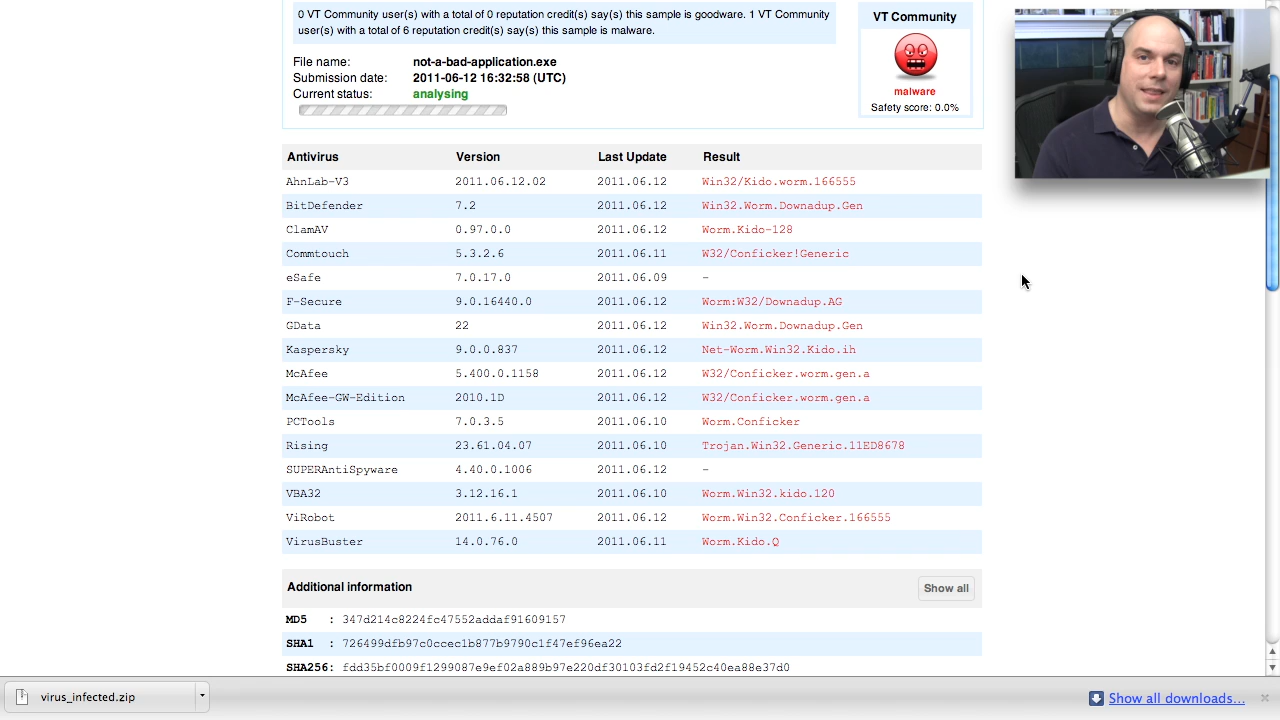 0 VT Community user(s) with a total of 0 reputation credit(s) say(s) this sample is goodware. 1 VT Community
user(s) with a total of 1 reputation credit(s) say(s) this sample is malware.
VT Community
malware
Safety score: 0.0%
File name: notes-backgroun.exe
Submission date: 2011-06-12 16:22:58 (UTC)
Current status: analysing
Antivirus Version Last Update Result
AhnLab-V3 2011.06.12.02 2011.06.12 Win32/Kido.worm.166555
BitDefender 7.2 2011.06.12 Win32.Worm.Downadup.Gen
ClamAV 0.97.0.0 2011.06.12 Worm.Kido-128
Commtouch 5.3.2.6 2011.06.11 W32/Conficker!Generic
eSafe 7.0.17.0 2011.06.09 -
F-Secure 9.0.16440.0 2011.06.12 Worm:W32/Downadup.AG
GData 22 2011.06.12 Win32.Worm.Downadup.Gen
Kaspersky 9.0.0.837 2011.06.12 Net-Worm.Win32.Kido.ih
McAfee 5.400.0.1158 2011.06.12 W32/Conficker.worm.gen.a
McAfee-GW-Edition 2010.1D 2011.06.12 W32/Conficker.worm.gen.a
PCTools 7.0.3.5 2011.06.10 Worm.Conficker
Rising 23.61.04.07 2011.06.10 Trojan.Win32.Generic.11ED8678
SUPERAntiSpyware 4.40.0.1006 2011.06.12 -
VBA32 3.12.16.1 2011.06.10 Worm.Win32.kido.120
ViRobot 2011.6.11.4507 2011.06.12 Worm.Win32.Conficker.166555
VirusBuster 14.0.76.0 2011.06.11 Worm.Kido.Q
Additional information Show all
MD5 : 347d214c8224fc47552addaf91609157
SHA1 : 726499dfb97c0ccec1b877b9790c1f47ef96ea22
SHA256:
virus_infected.zip
Show all downloads...